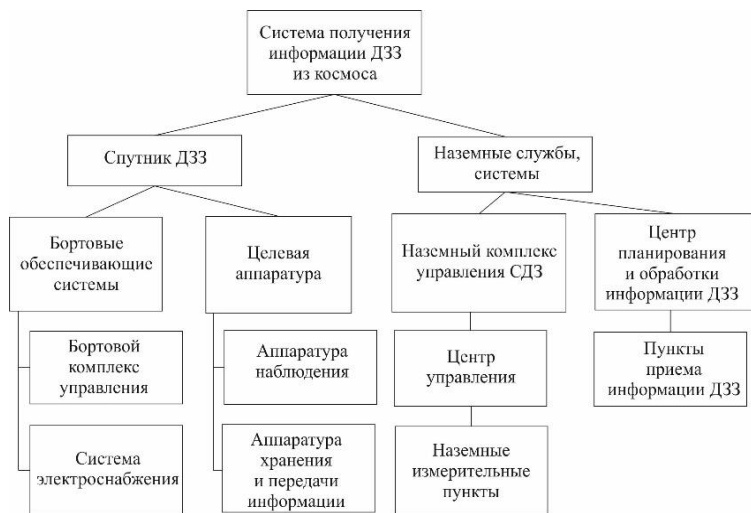 Система получения
информации ДЗЗ
из космоса
Спутник ДЗЗ
Наземные службы,
системы
Бортовые
обеспечивающие
системы
Целевая
аппаратура
Наземный комплекс
управления СДЗ
Центр
планирования
и обработки
информации ДЗЗ
Бортовой
комплекс
управления
Аппаратура
наблюдения
Центр
управления
Пункты
приема
информации ДЗЗ
Система
электроснабжения
Аппаратура
хранения
и передачи
информации
Наземные
измерительные
пункты